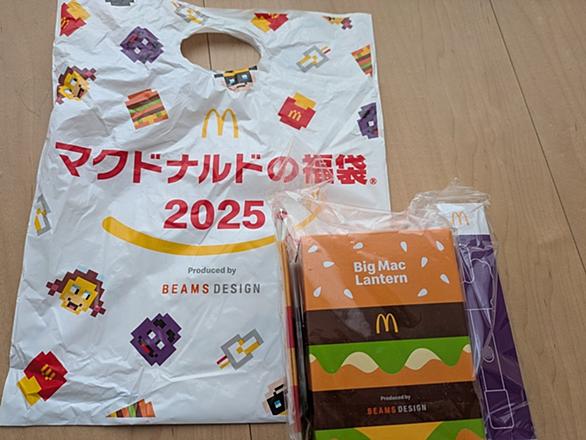 マクドナルドの福袋®
2025
Produced by
BEAMS DESIGN
Big Mac
Lantern
Produced by
BEAMS DESIGN